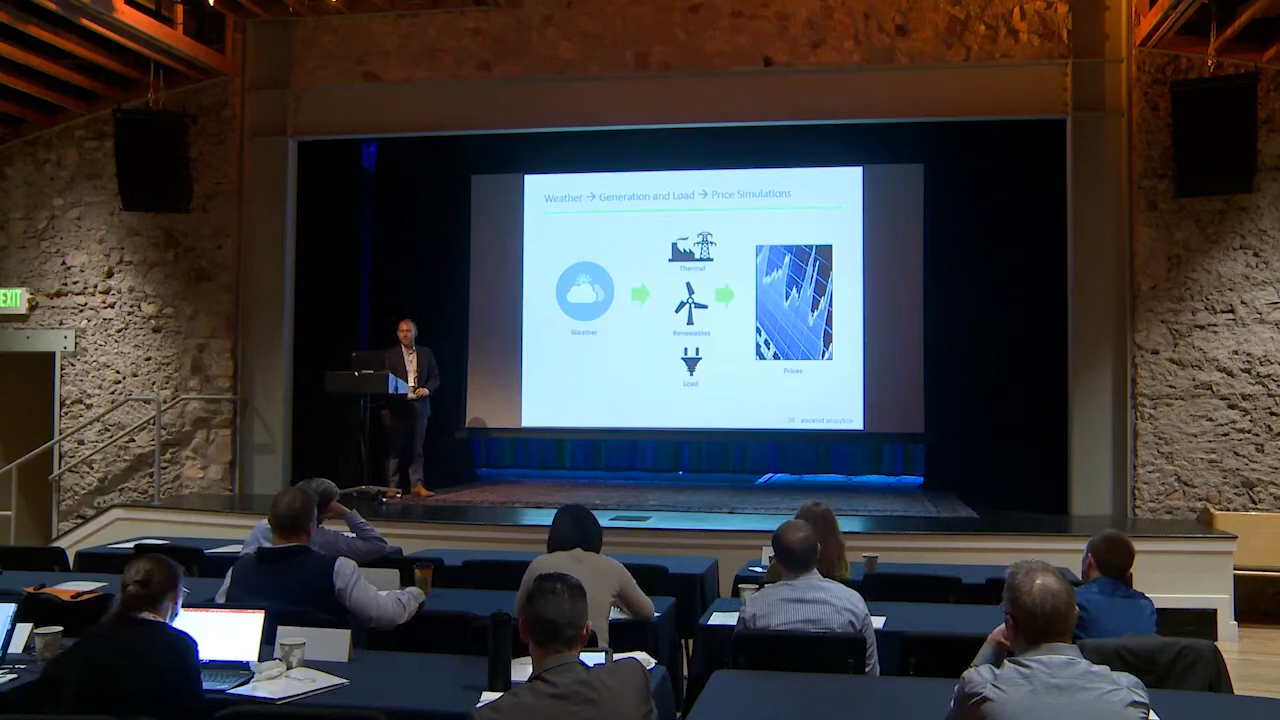 EXIT
Weather → Generation and Load → Price Simulations
Thermal
Weather
Renewables
Prices
Load
ascend analytics